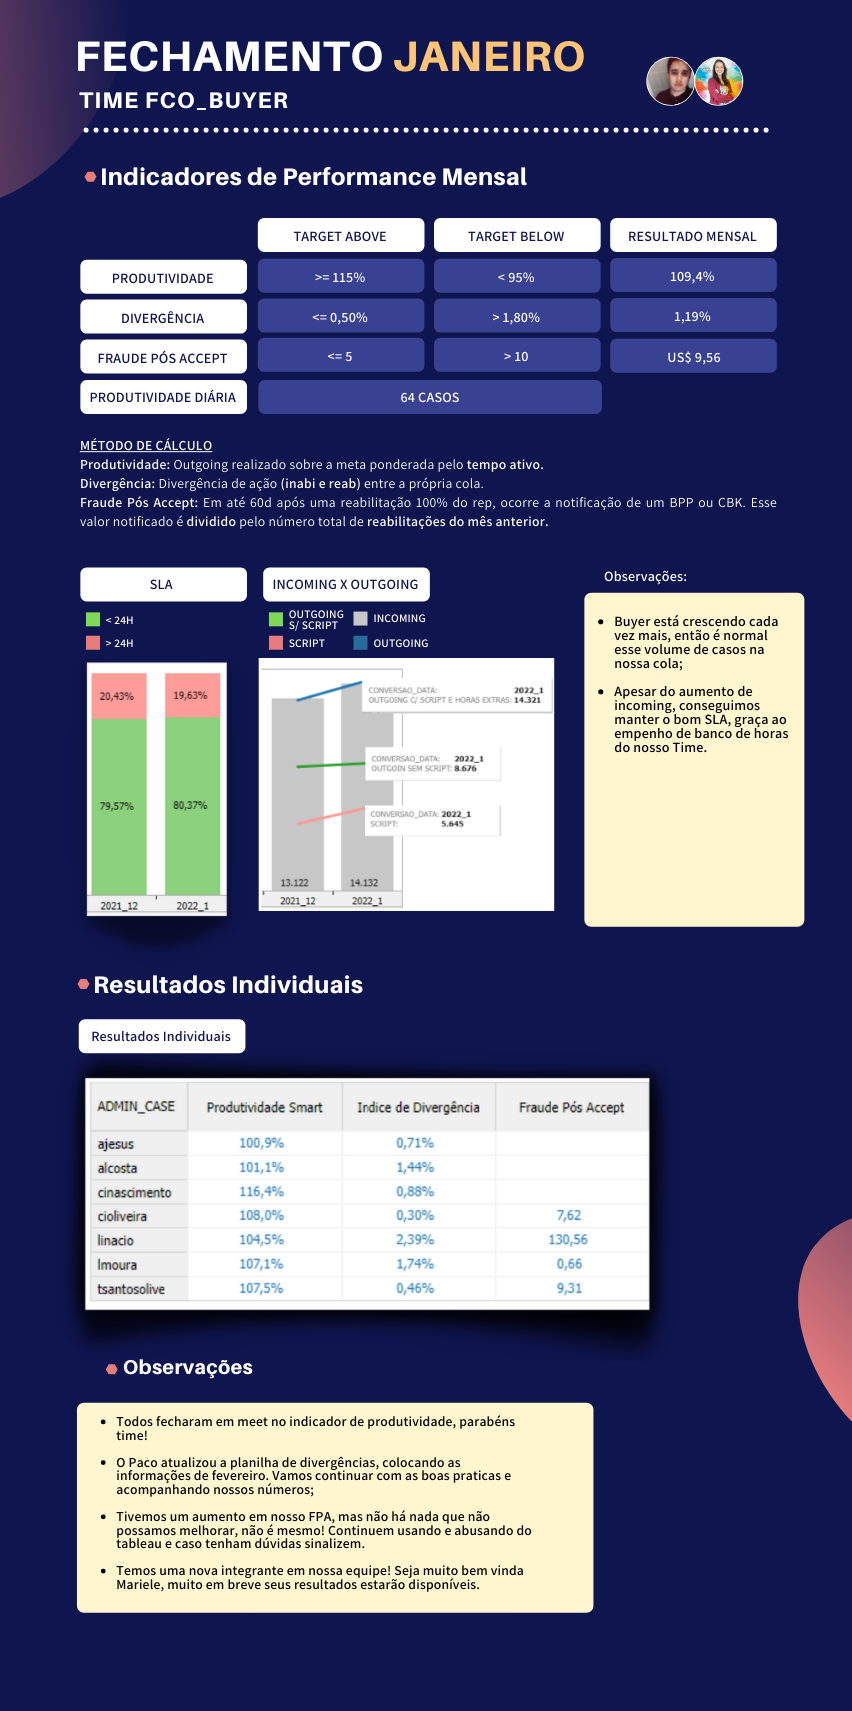 FECHAMENTO JANEIRO
TIME FCO_BUYER
Indicadores de Performance Mensal
TARGET ABOVE TARGET BELOW RESULTADO MENSAL
PRODUTIVIDADE >= 115% < 95% 109,4%
DIVERGÊNCIA <= 0,50% > 1,80% 1,19%
FRAUDE PÓS ACCEPT <= 5 > 10 US$ 9,56
PRODUTIVIDADE DIÁRIA 64 CASOS
MÉTODO DE CÁLCULO
Produtividade: Outgoing realizado sobre a meta ponderada pelo tempo ativo.
Divergência: Divergência de ação (inabi e reab) entre a própria cola.
Fraude Pós Accept: Em até 60d após uma reabilitação 100% do rep, ocorre a notificação de um BPP ou CBK. Esse
valor notificado é dividido pelo número total de reabilitações do mês anterior.
SLA
< 24H
> 24H
20,43% 19,63%
79,57% 80,37%
2021_12 2022_1
INCOMING X OUTGOING
OUTGOING
S/ SCRIPT
INCOMING
SCRIPT
OUTGOING
CONVERSAO_DATA: 2022_1
OUTGOING C/ SCRIPT E HORAS EXTRAS: 14.321
CONVERSAO_DATA: 2022_1
OUTGOIN SEM SCRIPT: 8.676
CONVERSAO_DATA: 2022_1
SCRIPT: 5.645
13.122 14.132
2021_12 2022_1
Observações:
Buyer está crescendo cada
vez mais, então é normal
esse volume de casos na
nossa cola;
Apesar do aumento de
incoming, conseguimos
manter o bom SLA, graça ao
empenho de banco de horas
do nosso Time.
Resultados Individuais
Resultados Individuais
ADMIN_CASE Produtividade Smart Indice de Divergência Fraude Pós Accept
ajesus 100,9% 0,71%
alcosta 101,1% 1,44%
cinascimento 116,4% 0,88%
cioliveira 108,0% 0,30% 7,62
linacio 104,5% 2,39% 130,56
lmoura 107,1% 1,74% 0,66
tsantosolive 107,5% 0,46% 9,31
Observações
Todos fecharam em meet no indicador de produtividade, parabéns
time!
O Paco atualizou a planilha de divergências, colocando as
informações de fevereiro. Vamos continuar com as boas praticas e
acompanhando nossos números;
Tivemos um aumento em nosso FPA, mas não há nada que não
possamos melhorar, não é mesmo! Continuem usando e abusando do
tableau e caso tenham dúvidas sinalizem.
Temos uma nova integrante em nossa equipe! Seja muito bem vinda
Mariele, muito em breve seus resultados estarão disponíveis.